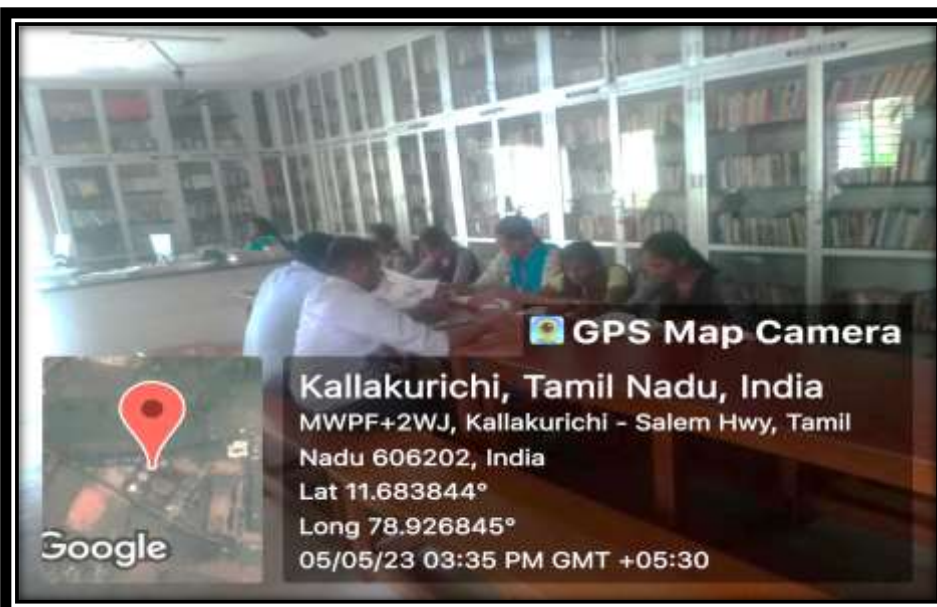 GPS Map Camera
Kallakurichi, Tamil Nadu, India
MWPF+2WJ, Kallakurichi - Salem Hwy, Tamil
Nadu 606202, India
Lat 11.683844°
Long 78.926845°
05/05/23 03:35 PM GMT +05:30
Google